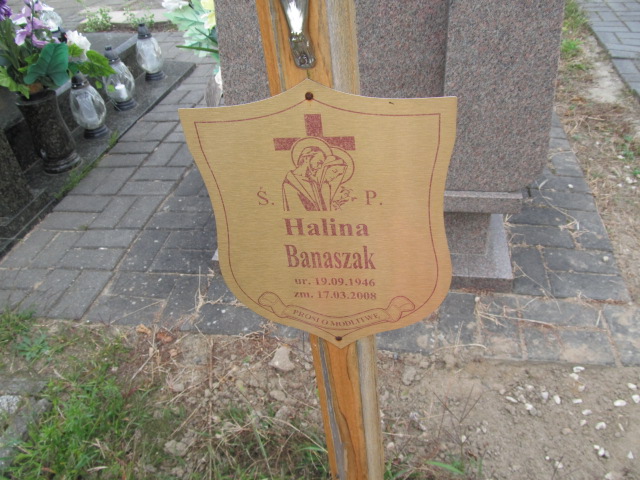 Ś. P.
Halina
Banaszak
ur. 19.09.1946
zm. 17.03.2008
PROSI O MODLITWĘ